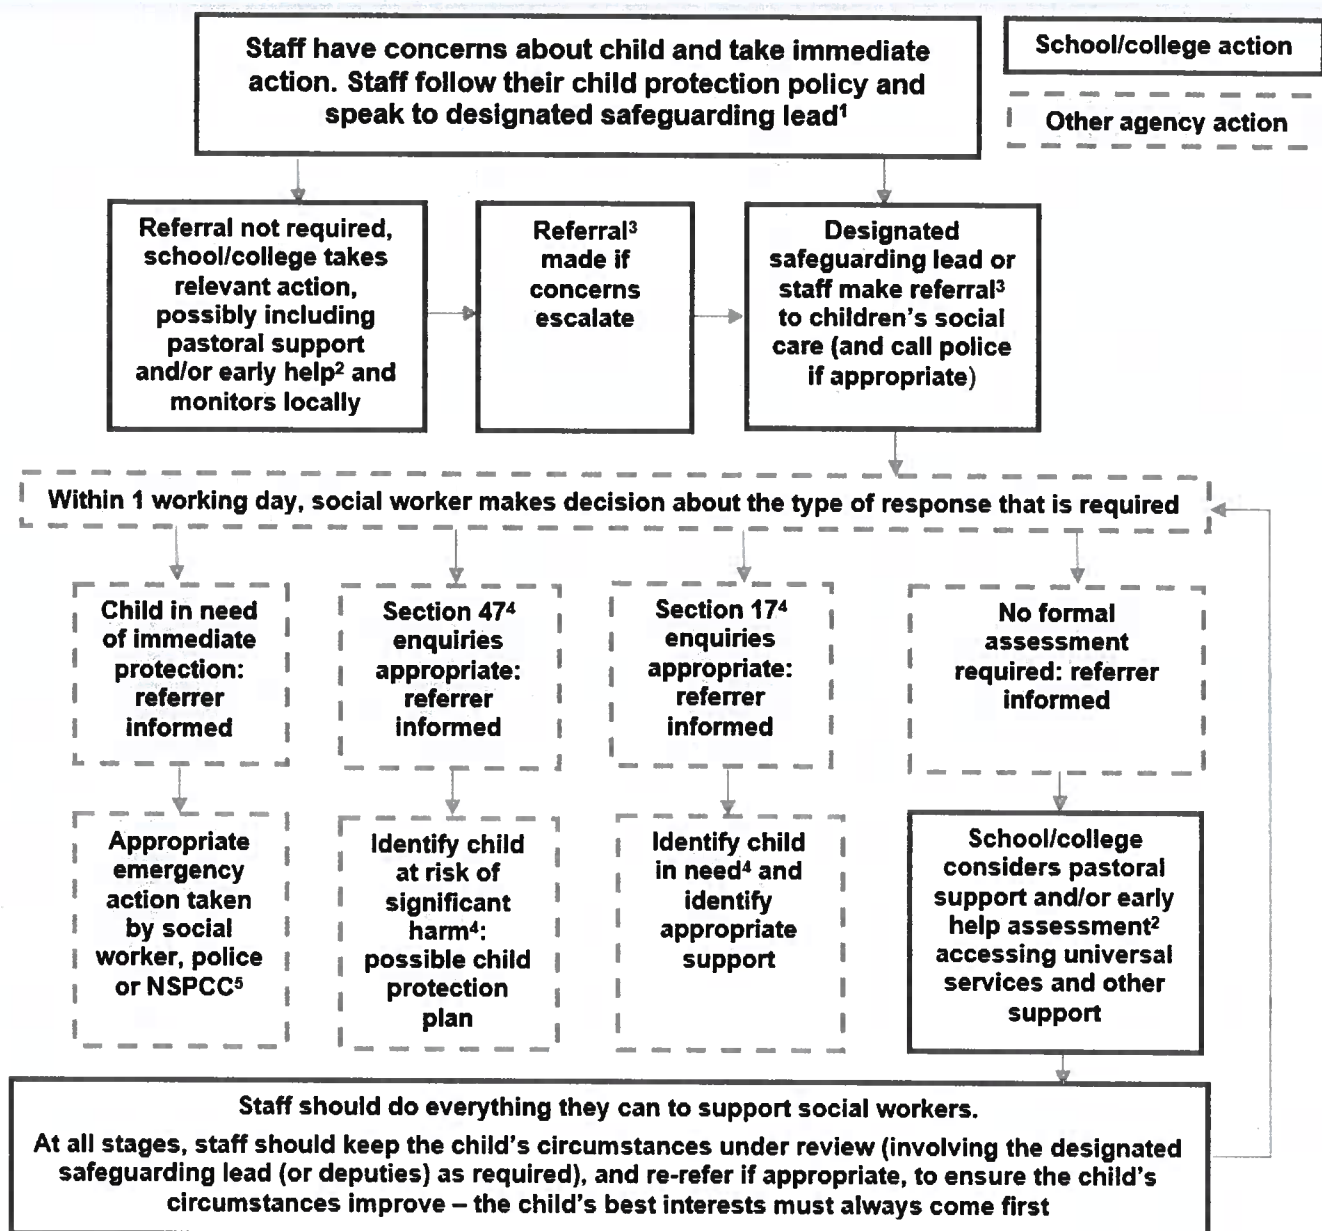 Staff have concerns about child and take immediate
action. Staff follow their child protection policy and
speak to designated safeguarding lead¹
School/college action
Other agency action
Referral not required,
school/college takes
relevant action,
possibly including
pastoral support
and/or early help² and
monitors locally
Referral³
made if
concerns
escalate
Designated
safeguarding lead or
staff make referral³
to children’s social
care (and call police
if appropriate)
Within 1 working day, social worker makes decision about the type of response that is required
Child in need
of immediate
protection:
referrer
informed
Section 47⁴
enquiries
appropriate:
referrer
informed
Section 17⁴
enquiries
appropriate:
referrer
informed
No formal
assessment
required: referrer
informed
Appropriate
emergency
action taken
by social
worker, police
or NSPCC⁵
Identify child
at risk of
significant
harm⁴:
possible child
protection
plan
Identify child
in need⁴ and
identify
appropriate
support
School/college
considers pastoral
support and/or early
help assessment²
accessing universal
services and other
support
Staff should do everything they can to support social workers.
At all stages, staff should keep the child’s circumstances under review (involving the designated
safeguarding lead (or deputies) as required), and re-refer if appropriate, to ensure the child’s
circumstances improve – the child’s best interests must always come first